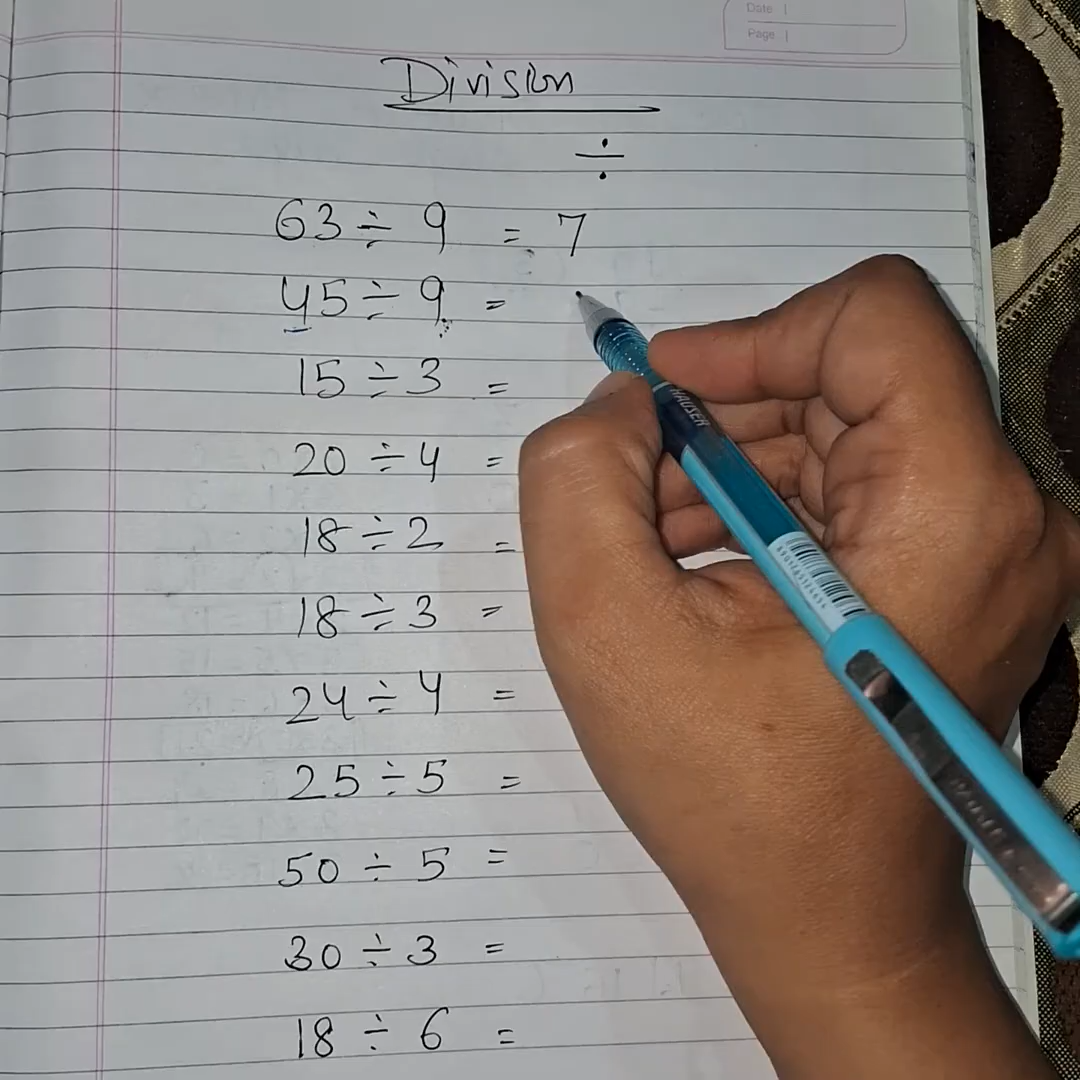 Date
Page
Division
÷
63 ÷ 9 = 7
45 ÷ 9 =
15 ÷ 3 =
20 ÷ 4 =
18 ÷ 2 =
18 ÷ 3 =
24 ÷ 4 =
25 ÷ 5 =
50 ÷ 5 =
30 ÷ 3 =
18 ÷ 6 =
HAUSER